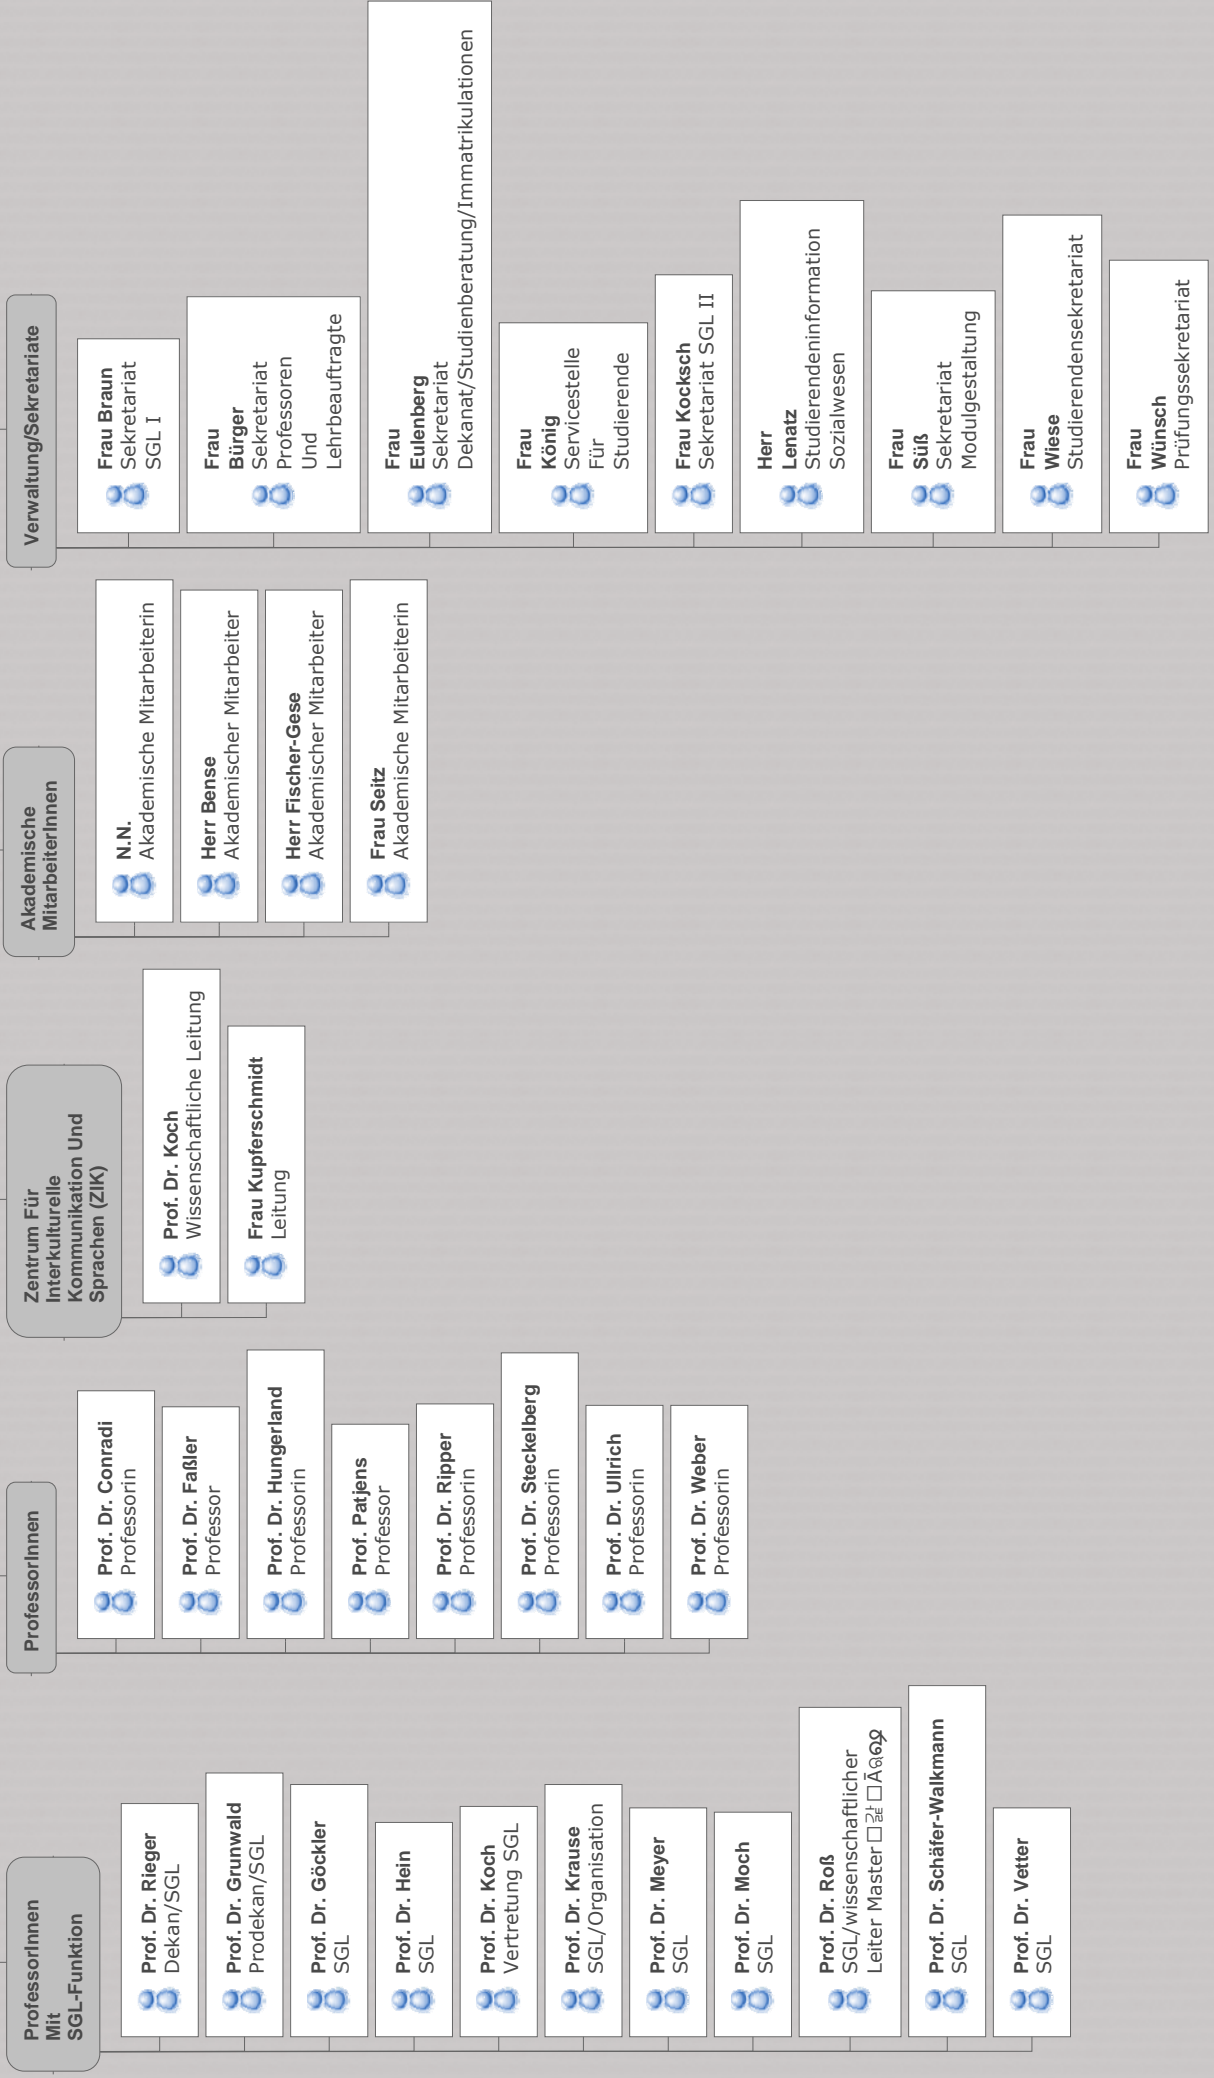 ProfessorInnen
Mit
SGL-Funktion
Prof. Dr. Rieger
Dekan/SGL
Prof. Dr. Grunwald
Prodekan/SGL
Prof. Dr. Göckler
SGL
Prof. Dr. Hein
SGL
Prof. Dr. Koch
Vertretung SGL
Prof. Dr. Krause
SGL/Organisation
Prof. Dr. Meyer
SGL
Prof. Dr. Moch
SGL
Prof. Dr. Roß
SGL/wissenschaftlicher
Leiter Master
Prof. Dr. Schäfer-Walkmann
SGL
Prof. Dr. Vetter
SGL
ProfessorInnen
Prof. Dr. Conradi
Professorin
Prof. Dr. Faßler
Professor
Prof. Dr. Hungerland
Professorin
Prof. Patjens
Professor
Prof. Dr. Ripper
Professorin
Prof. Dr. Steckelberg
Professorin
Prof. Dr. Ullrich
Professorin
Prof. Dr. Weber
Professorin
Zentrum Für
Interkulturelle
Kommunikation Und
Sprachen (ZIK)
Prof. Dr. Koch
Wissenschaftliche Leitung
Frau Kupferschmidt
Leitung
Akademische
MitarbeiterInnen
N.N.
Akademische Mitarbeiterin
Herr Bense
Akademischer Mitarbeiter
Herr Fischer-Gese
Akademischer Mitarbeiter
Frau Seitz
Akademische Mitarbeiterin
Verwaltung/Sekretariate
Frau Braun
Sekretariat
SGL I
Frau
Bürger
Sekretariat
Professoren
Und
Lehrbeauftragte
Frau
Eulenberg
Sekretariat
Dekanat/Studienberatung/Immatrikulationen
Frau
König
Servicestelle
Für
Studierende
Frau Kocksch
Sekretariat SGL II
Herr
Lenatz
Studierendeninformation
Sozialwesen
Frau
Süß
Sekretariat
Modulgestaltung
Frau
Wiese
Studierendensekretariat
Frau
Wünsch
Prüfungssekretariat